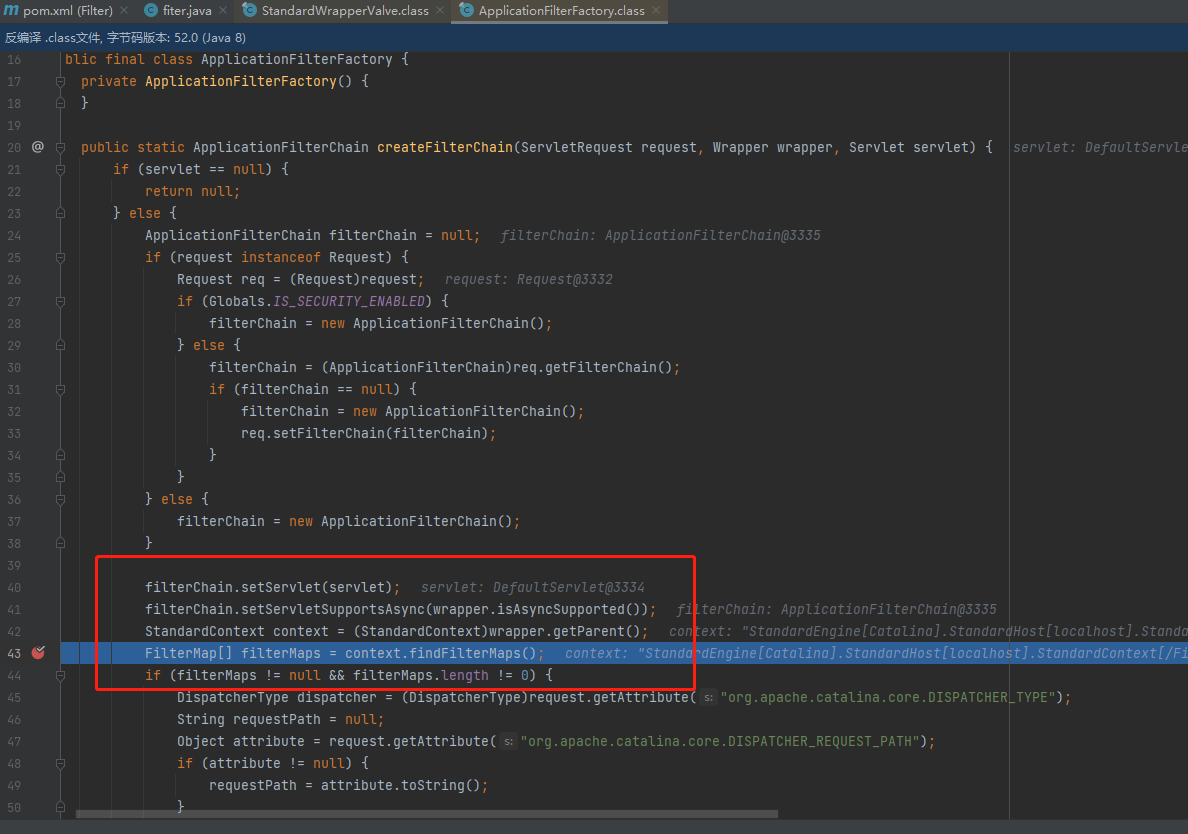 pom.xml (Filter) × fiter.java × StandardWrapperValve.class × ApplicationFilterFactory.class ×
反编译 .class文件, 字节码版本: 52.0 (Java 8)
16 blic final class ApplicationFilterFactory {
17 private ApplicationFilterFactory() {
18 }
19
20 @ public static ApplicationFilterChain createFilterChain(ServletRequest request, Wrapper wrapper, Servlet servlet) { servlet: DefaultServle
21 if (servlet == null) {
22 return null;
23 } else {
24 ApplicationFilterChain filterChain = null; filterChain: ApplicationFilterChain@3335
25 if (request instanceof Request) {
26 Request req = (Request)request; request: Request@3332
27 if (Globals.IS_SECURITY_ENABLED) {
28 filterChain = new ApplicationFilterChain();
29 } else {
30 filterChain = (ApplicationFilterChain)req.getFilterChain();
31 if (filterChain == null) {
32 filterChain = new ApplicationFilterChain();
33 req.setFilterChain(filterChain);
34 }
35 }
36 } else {
37 filterChain = new ApplicationFilterChain();
38 }
39
40 filterChain.setServlet(servlet); servlet: DefaultServlet@3334
41 filterChain.setServletSupportsAsync(wrapper.isAsyncSupported()); filterChain: ApplicationFilterChain@3335
42 StandardContext context = (StandardContext)wrapper.getParent(); context: "StandardEngine[Catalina].StandardHost[localhost].Standa
43 FilterMap[] filterMaps = context.findFilterMaps(); context: "StandardEngine[Catalina].StandardHost[localhost].StandardContext[/Fi
44 if (filterMaps != null && filterMaps.length != 0) {
45 DispatcherType dispatcher = (DispatcherType)request.getAttribute( s: "org.apache.catalina.core.DISPATCHER_TYPE");
46 String requestPath = null;
47 Object attribute = request.getAttribute( s: "org.apache.catalina.core.DISPATCHER_REQUEST_PATH");
48 if (attribute != null) {
49 requestPath = attribute.toString();
50 }